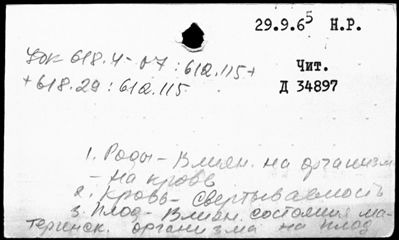 29.9.65 Н.Р.
УДК 618.4-07:612.115+
+618.29:612.115
Чит.
Д 34897
1. Роды - Влиян. на организм
- на кровь
2. Кровь - Свертываемость
3. Плод - Влиян. состояния ма-
теринск. организма на плод